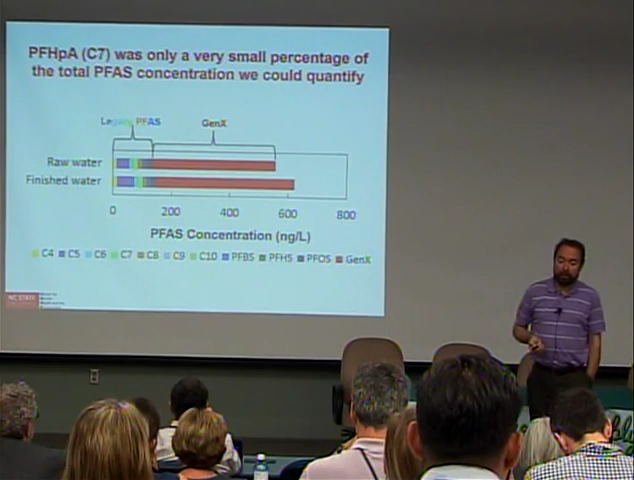 PFHpA (C7) was only a very small percentage of
the total PFAS concentration we could quantify
Legacy PFAS
GenX
Raw water
Finished water
0 200 400 600 800
PFAS Concentration (ng/L)
C4 C5 C6 C7 C8 C9 C10 PFBS PFHS PFOS GenX
NC STATE